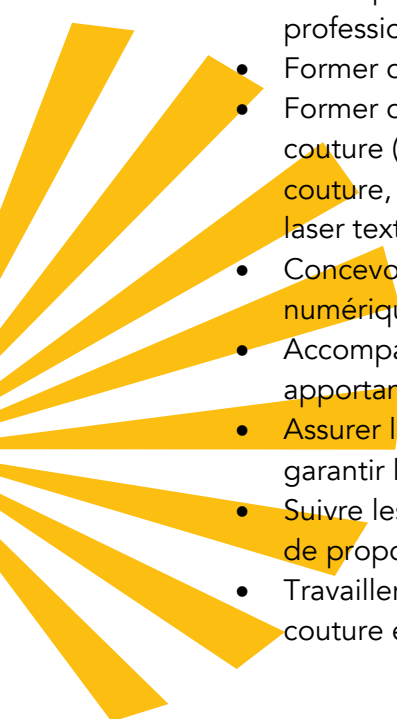 professio
• Former d
• Former d
couture (
couture,
laser text
• Concevo
numériqu
• Accompa
apportan
• Assurer l
garantir l
• Suivre les
de propo
• Travailler
couture e